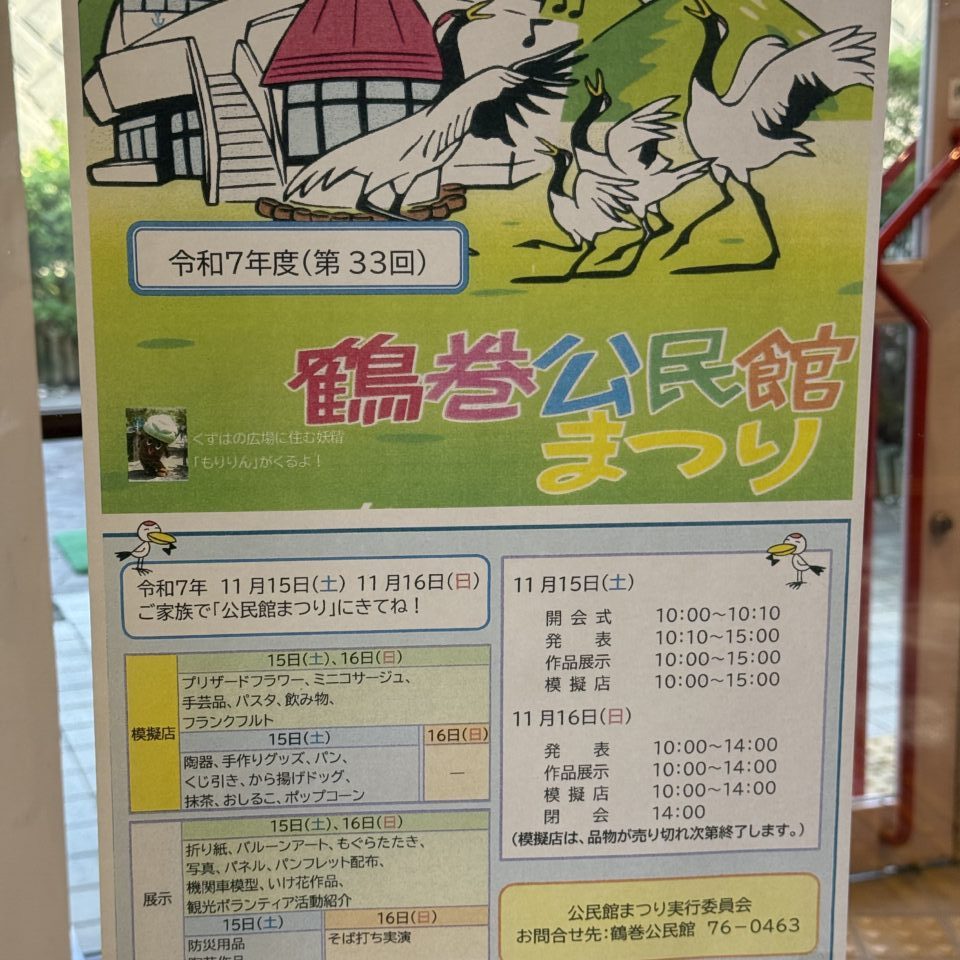 令和7年度(第 33回)
鶴巻公民館
まつり
くずはの広場に住む妖精
「もりりん」がくるよ！
令和7年 11月15日(土) 11月16日(日)
ご家族で「公民館まつり」にきてね！
模擬店
15日(土)、16日(日)
プリザードフラワー、ミニコサージュ、
手芸品、パスタ、飲み物、
フランクフルト
15日(土) 16日(日)
陶器、手作りグッズ、パン、
くじ引き、から揚げドッグ、
抹茶、おしるこ、ポップコーン
―
展示
15日(土)、16日(日)
折り紙、バルーンアート、もぐらたたき、
写真、パネル、パンフレット配布、
機関車模型、いけ花作品、
観光ボランティア活動紹介
15日(土) 16日(日)
防災用品 そば打ち実演
11月15日(土)
開会式 10:00～10:10
発表 10:10～15:00
作品展示 10:00～15:00
模擬店 10:00～15:00
11月16日(日)
発表 10:00～14:00
作品展示 10:00～14:00
模擬店 10:00～14:00
閉会 14:00
(模擬店は、品物が売り切れ次第終了します。)
公民館まつり実行委員会
お問合せ先：鶴巻公民館 76－0463